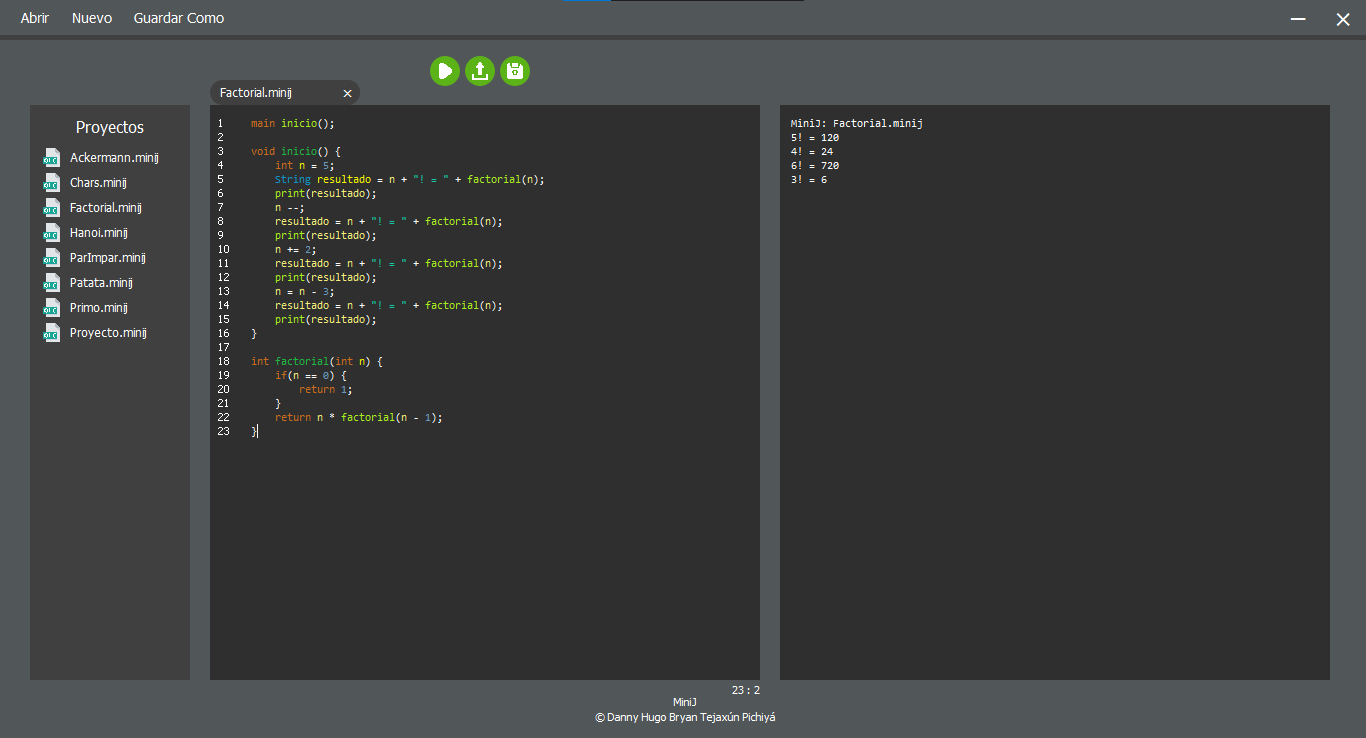 Abrir Nuevo Guardar Como
Factorial.minij
Proyectos
Ackermann.minij
Chars.minij
Factorial.minij
Hanoi.minij
ParImpar.minij
Patata.minij
Primo.minij
Proyecto.minij
1 main inicio();
2
3 void inicio() {
4 int n = 5;
5 String resultado = n + "! = " + factorial(n);
6 print(resultado);
7 n --;
8 resultado = n + "! = " + factorial(n);
9 print(resultado);
10 n += 2;
11 resultado = n + "! = " + factorial(n);
12 print(resultado);
13 n = n - 3;
14 resultado = n + "! = " + factorial(n);
15 print(resultado);
16 }
17
18 int factorial(int n) {
19 if(n == 0) {
20 return 1;
21 }
22 return n * factorial(n - 1);
23 }
MiniJ: Factorial.minij
5! = 120
4! = 24
6! = 720
3! = 6
23 : 2
MiniJ
© Danny Hugo Bryan Tejaxún Pichiyá